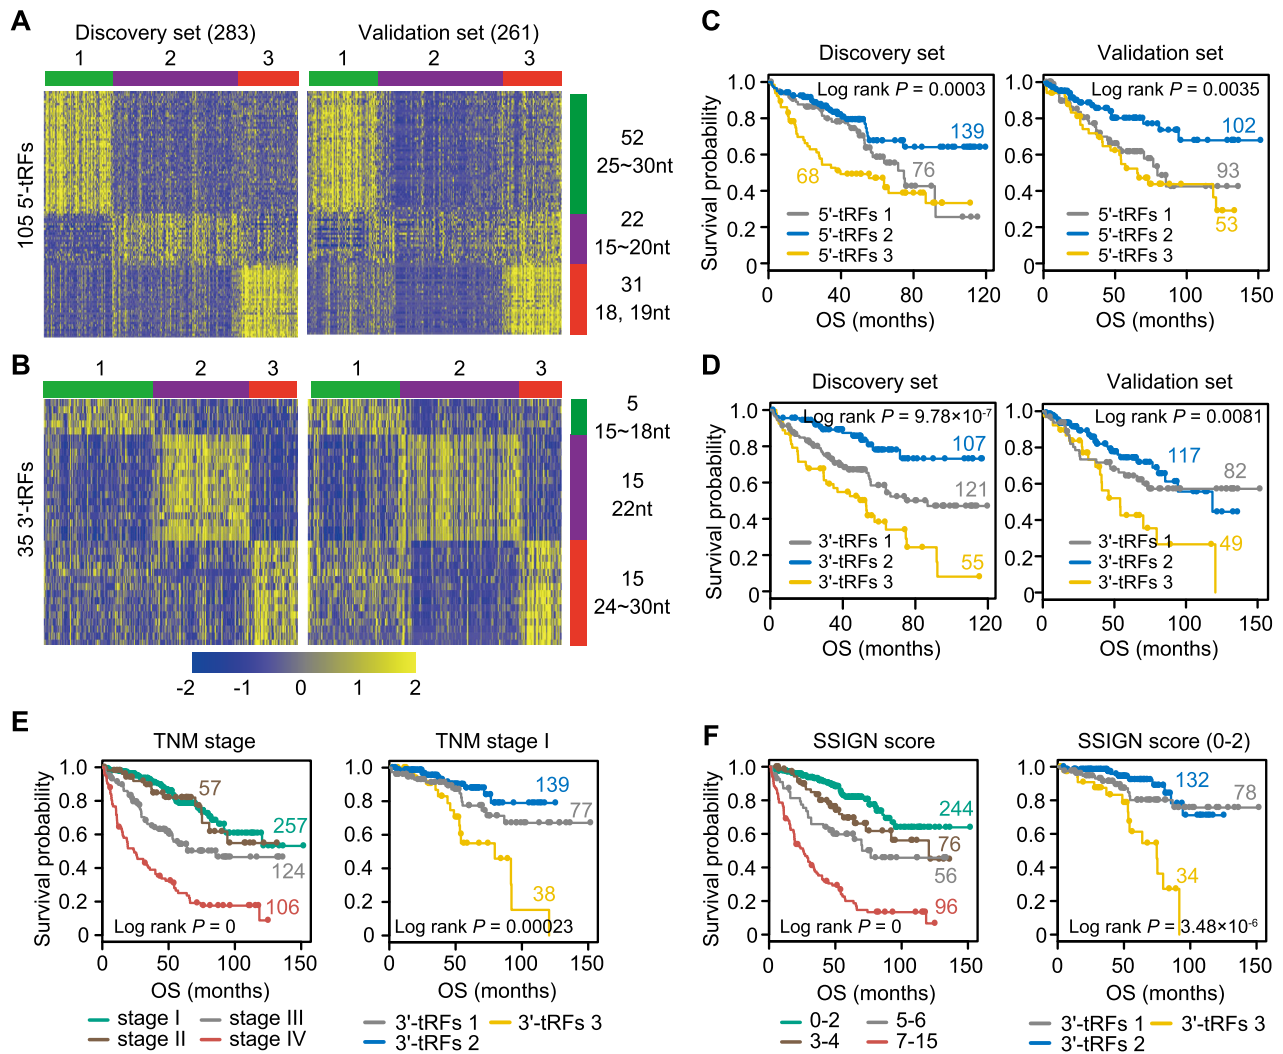 A
Discovery set (283)
Validation set (261)
1 2 3
1 2 3
105 5'-tRFs
52
25~30nt
22
15~20nt
31
18, 19nt
B
1 2 3
1 2 3
35 3'-tRFs
5
15~18nt
15
22nt
15
24~30nt
-2 -1 0 1 2
C
Discovery set
Survival probability
1.0
0.8
0.6
0.4
0.2
0
Log rank P = 0.0003
139
76
68
5'-tRFs 1
5'-tRFs 2
5'-tRFs 3
0 40 80 120
OS (months)
Validation set
1.0
0.8
0.6
0.4
0.2
0
Log rank P = 0.0035
102
93
53
5'-tRFs 1
5'-tRFs 2
5'-tRFs 3
0 50 100 150
OS (months)
D
Discovery set
Survival probability
1.0
0.8
0.6
0.4
0.2
0
Log rank P = 9.78×10-7
107
121
55
3'-tRFs 1
3'-tRFs 2
3'-tRFs 3
0 40 80 120
OS (months)
Validation set
1.0
0.8
0.6
0.4
0.2
0
Log rank P = 0.0081
117
82
49
3'-tRFs 1
3'-tRFs 2
3'-tRFs 3
0 50 100 150
OS (months)
E
TNM stage
Survival probability
1.0
0.8
0.6
0.4
0.2
0
57
257
124
106
Log rank P = 0
0 50 100 150
OS (months)
stage I
stage II
stage III
stage IV
TNM stage I
1.0
0.8
0.6
0.4
0.2
0
139
77
38
Log rank P = 0.00023
0 50 100 150
OS (months)
3'-tRFs 1
3'-tRFs 2
3'-tRFs 3
F
SSIGN score
Survival probability
1.0
0.8
0.6
0.4
0.2
0
244
76
56
96
Log rank P = 0
0 50 100 150
OS (months)
0-2
3-4
5-6
7-15
SSIGN score (0-2)
1.0
0.8
0.6
0.4
0.2
0
132
78
34
Log rank P = 3.48×10-6
0 50 100 150
OS (months)
3'-tRFs 1
3'-tRFs 2
3'-tRFs 3